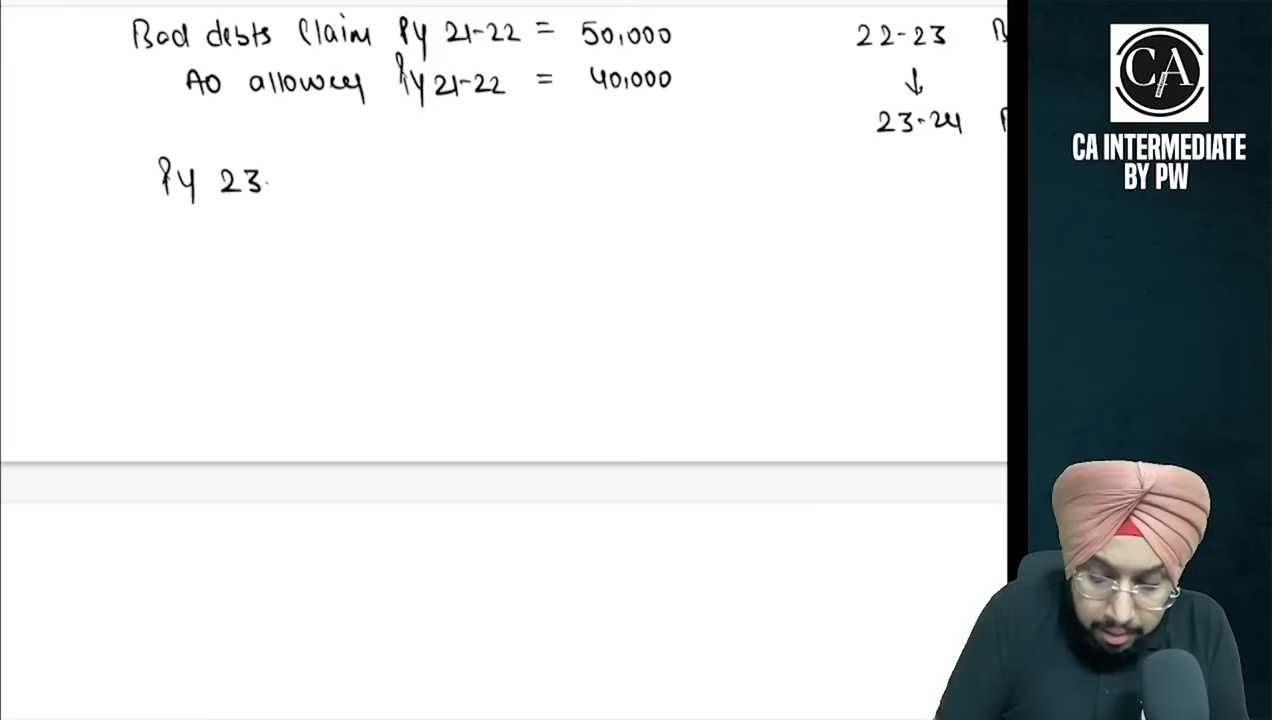 Bad debts Claim Py 21-22 = 50,000
AO allowed Py 21-22 = 40,000
22-23
↓
23-24
Py 23
CA
CA INTERMEDIATE
BY PW